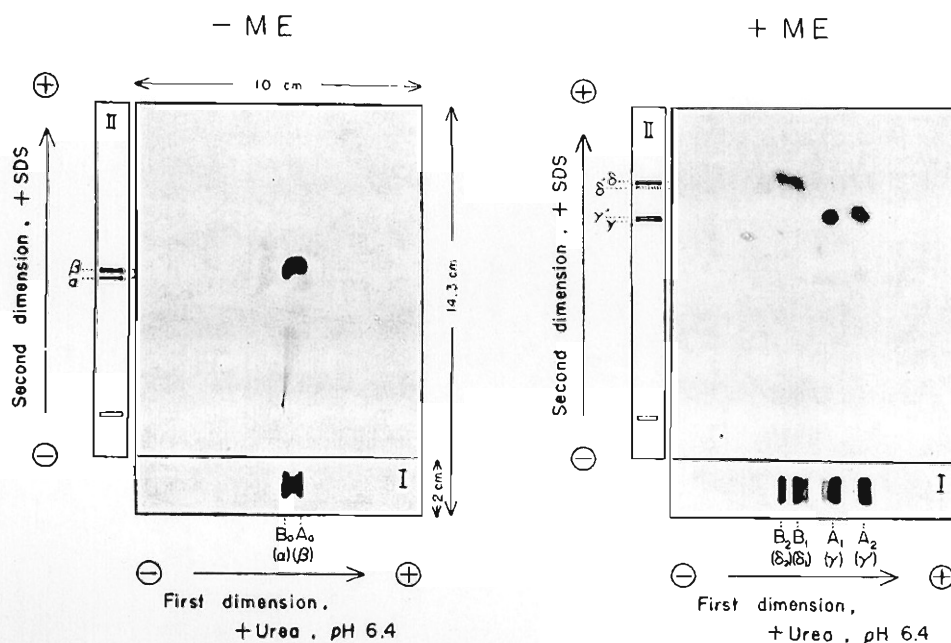 − ME
⊕
10 cm
II
Second dimension, + SDS
β
α
14.3 cm
⊖
I
2 cm
B₀ A₀
(α)(β)
⊖ ⊕
First dimension,
+ Urea, pH 6.4
+ ME
⊕
II
Second dimension, + SDS
δ δ
γ' γ
⊖
I
B₂ B₁ A₁ A₂
(δ₂)(δ₁) (γ) (γ')
⊖ ⊕
First dimension,
+ Urea, pH 6.4